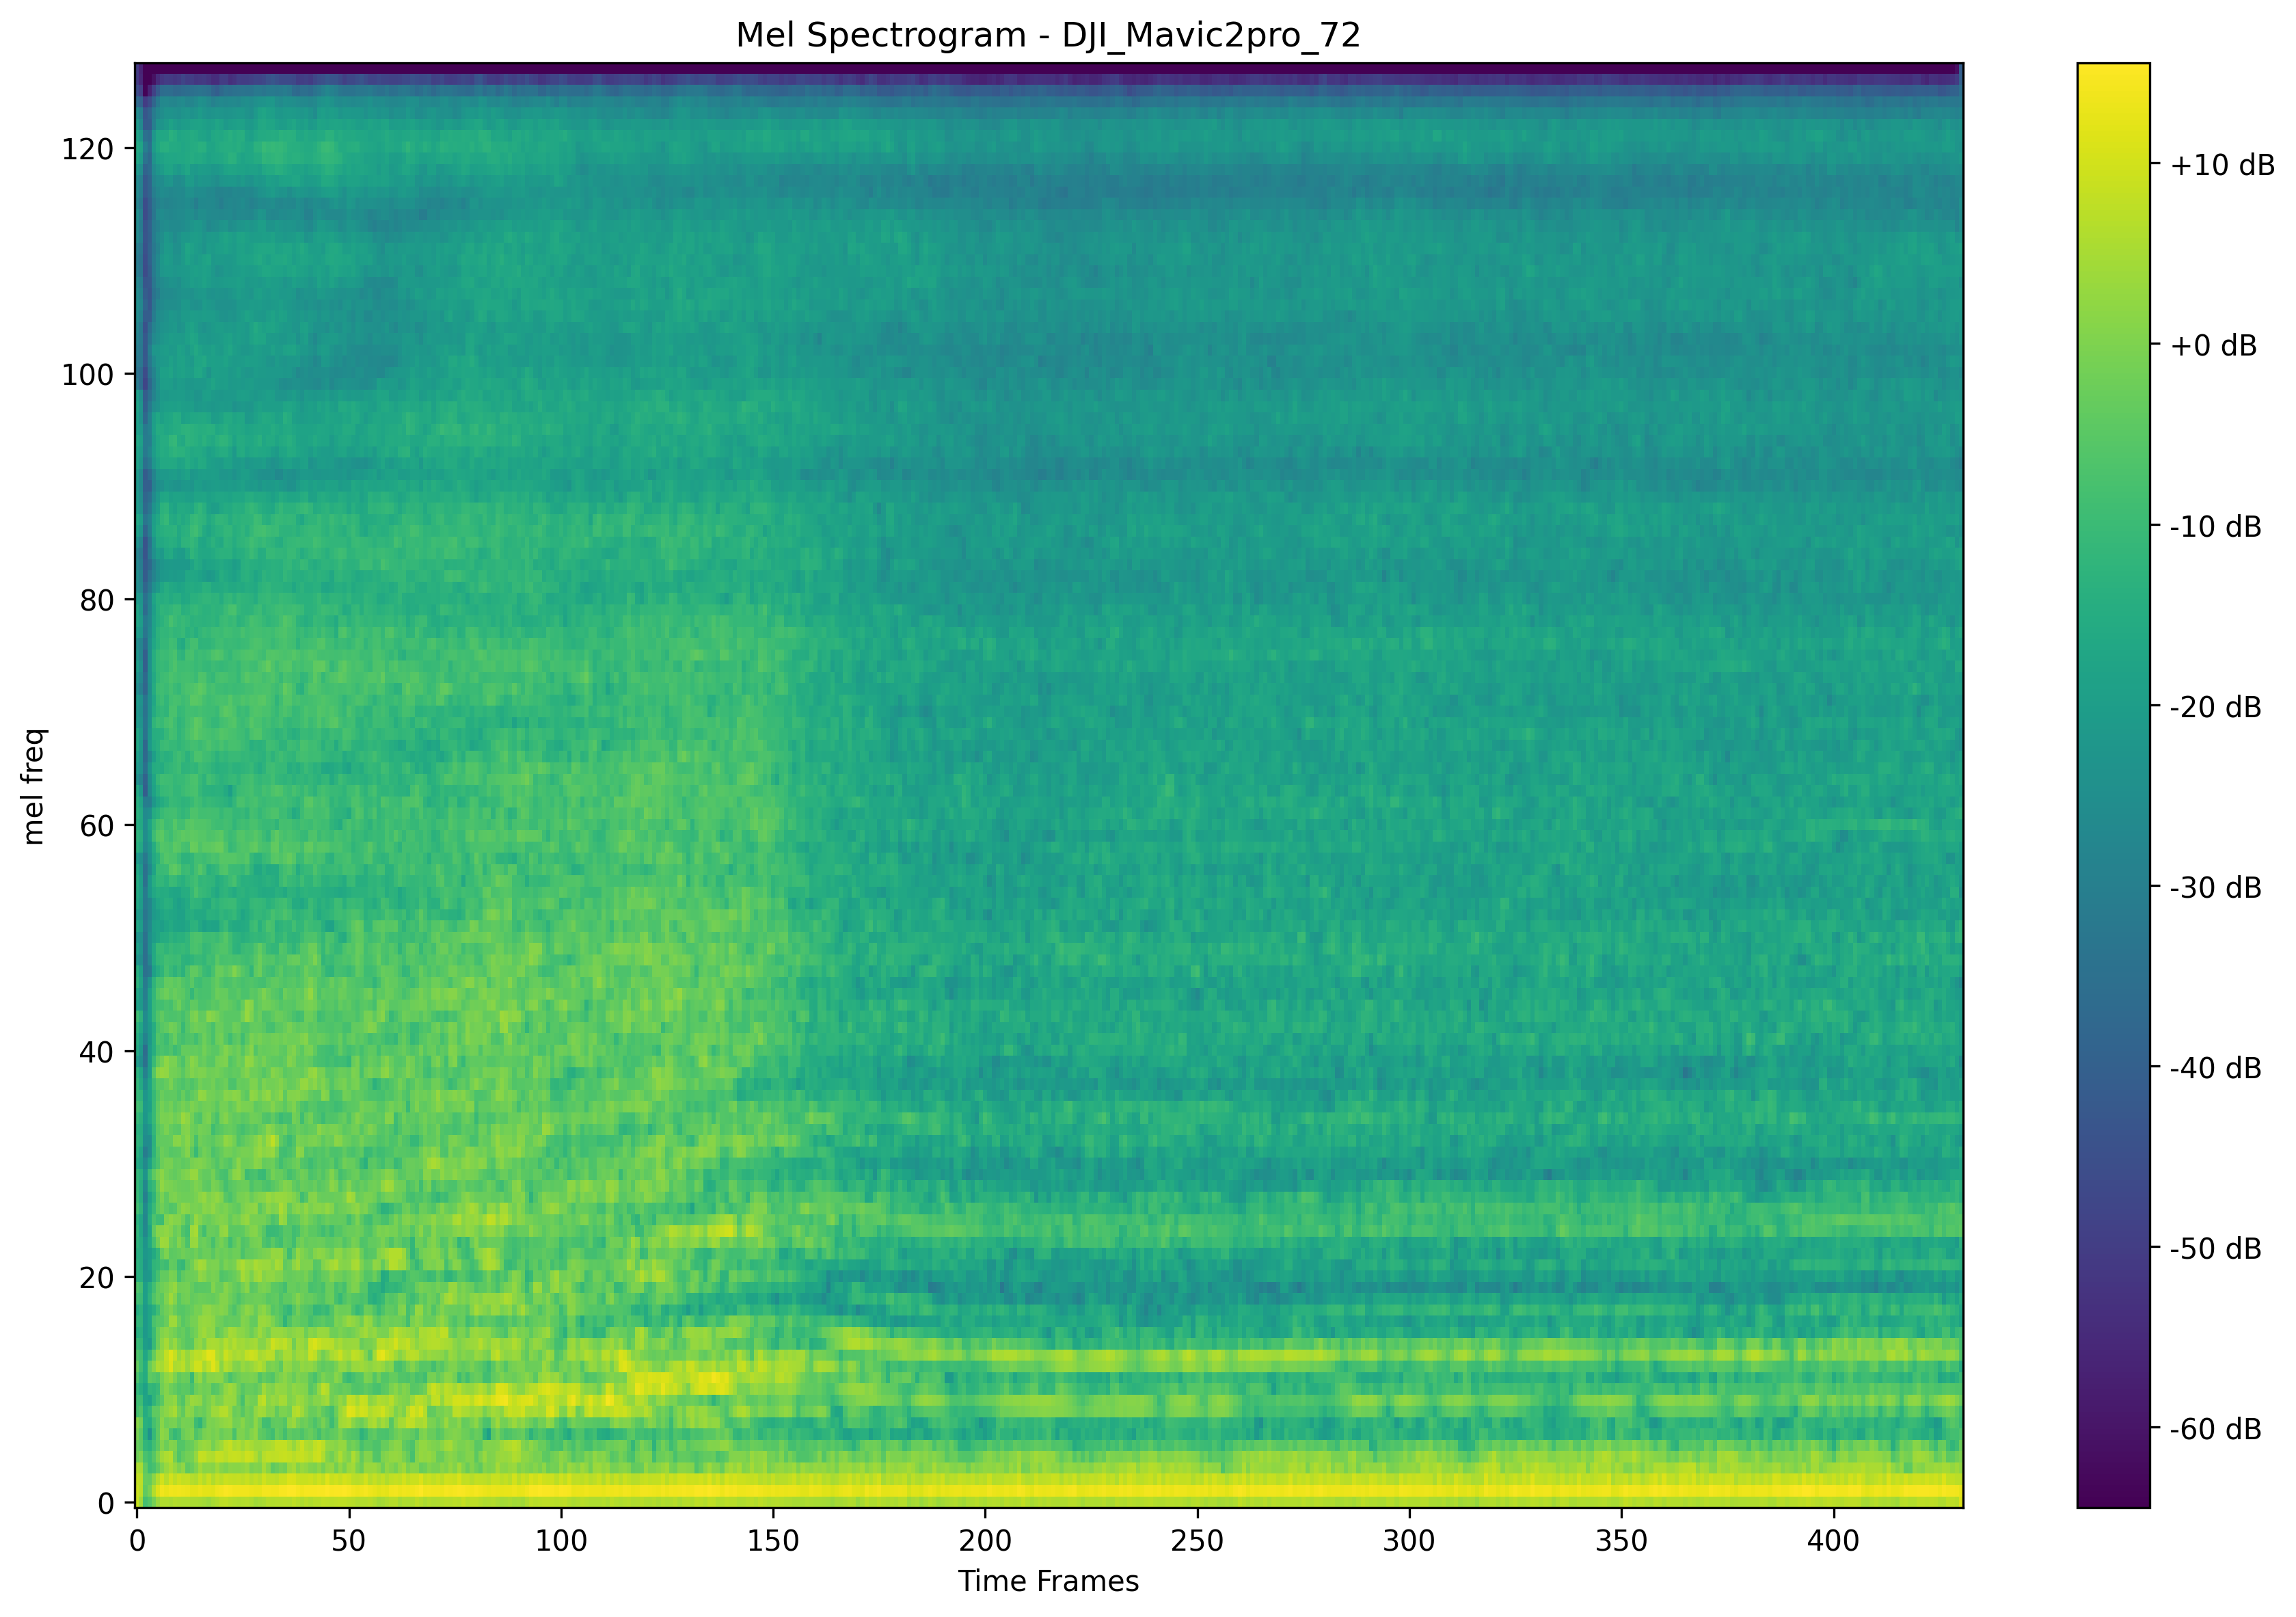 Mel Spectrogram - DJI_Mavic2pro_72
mel freq
120
100
80
60
40
20
0
0 50 100 150 200 250 300 350 400
Time Frames
+10 dB
+0 dB
-10 dB
-20 dB
-30 dB
-40 dB
-50 dB
-60 dB